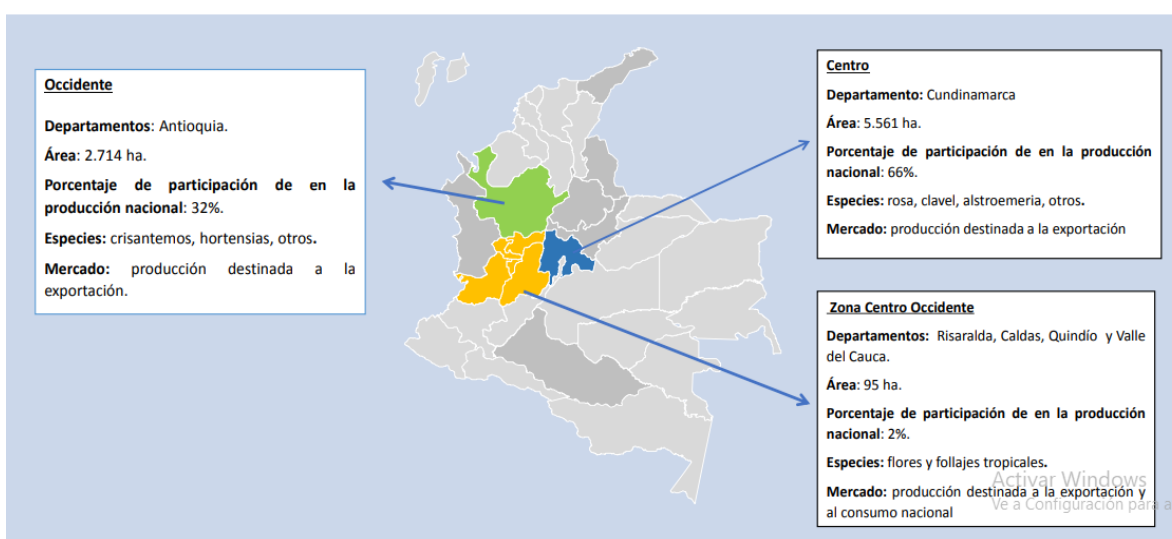 Occidente
Departamentos: Antioquia.
Área: 2.714 ha.
Porcentaje de participación de en la
producción nacional: 32%.
Especies: crisantemos, hortensias, otros.
Mercado: producción destinada a la
exportación.
Centro
Departamento: Cundinamarca
Área: 5.561 ha.
Porcentaje de participación de en la producción
nacional: 66%.
Especies: rosa, clavel, alstroemeria, otros.
Mercado: producción destinada a la exportación
Zona Centro Occidente
Departamentos: Risaralda, Caldas, Quindío y Valle
del Cauca.
Área: 95 ha.
Porcentaje de participación de en la producción
nacional: 2%.
Especies: flores y follajes tropicales.
Mercado: producción destinada a la exportación y
al consumo nacional
Activar Windows
Ve a Configuración para a